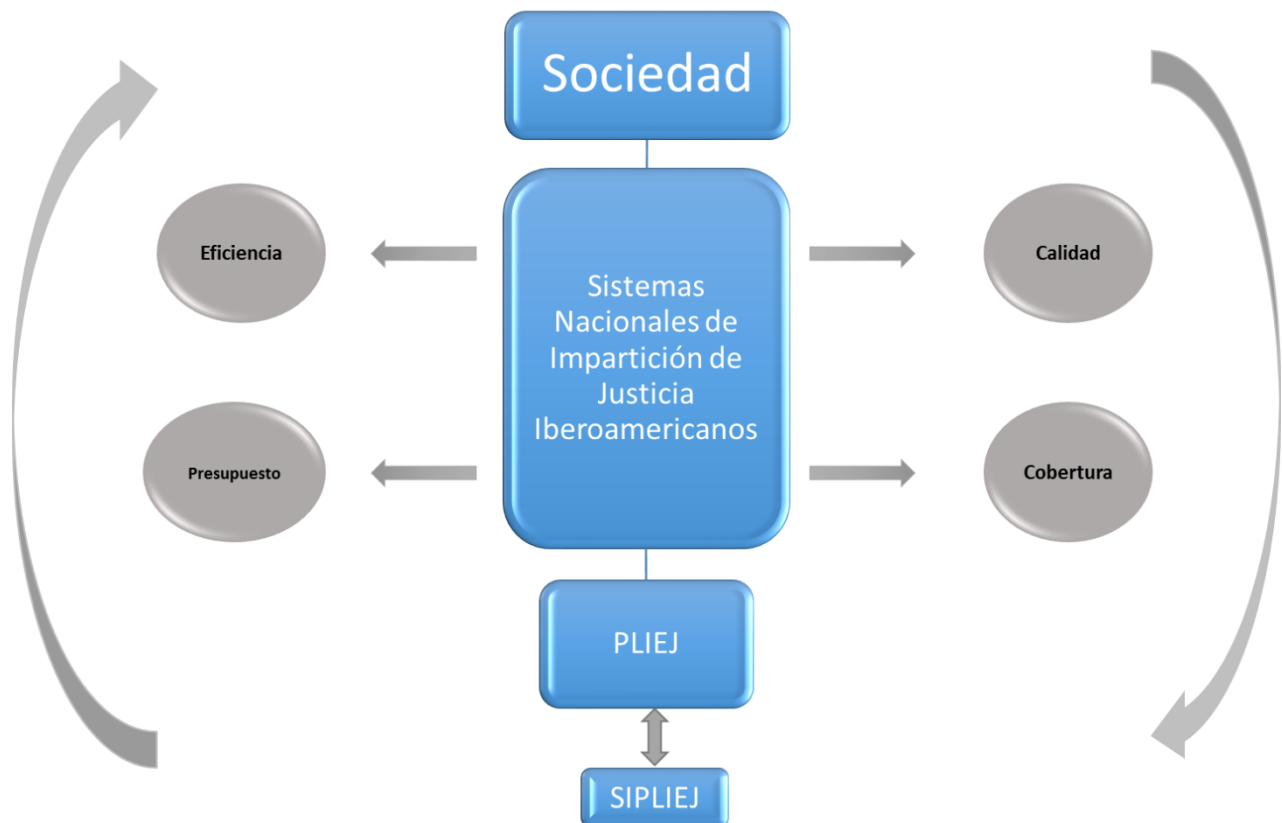 Sociedad
Eficiencia
Calidad
Sistemas
Nacionales de
Impartición de
Justicia
Iberoamericanos
Presupuesto
Cobertura
PLIEJ
SIPLIEJ